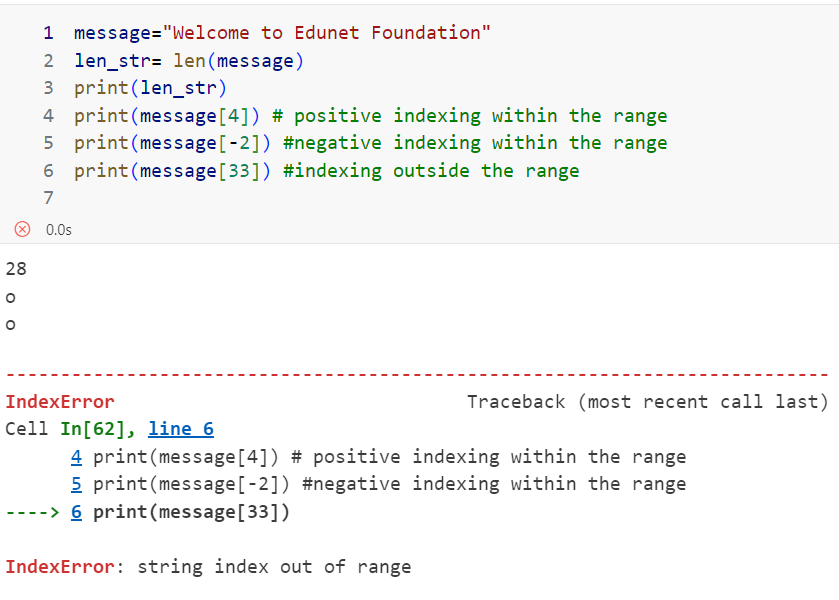 1 message="Welcome to Edunet Foundation"
2 len_str= len(message)
3 print(len_str)
4 print(message[4]) # positive indexing within the range
5 print(message[-2]) #negative indexing within the range
6 print(message[33]) #indexing outside the range
7
0.0s
28
o
o
---------------------------------------------------------------------------
IndexError Traceback (most recent call last)
Cell In[62], line 6
4 print(message[4]) # positive indexing within the range
5 print(message[-2]) #negative indexing within the range
----> 6 print(message[33])
IndexError: string index out of range